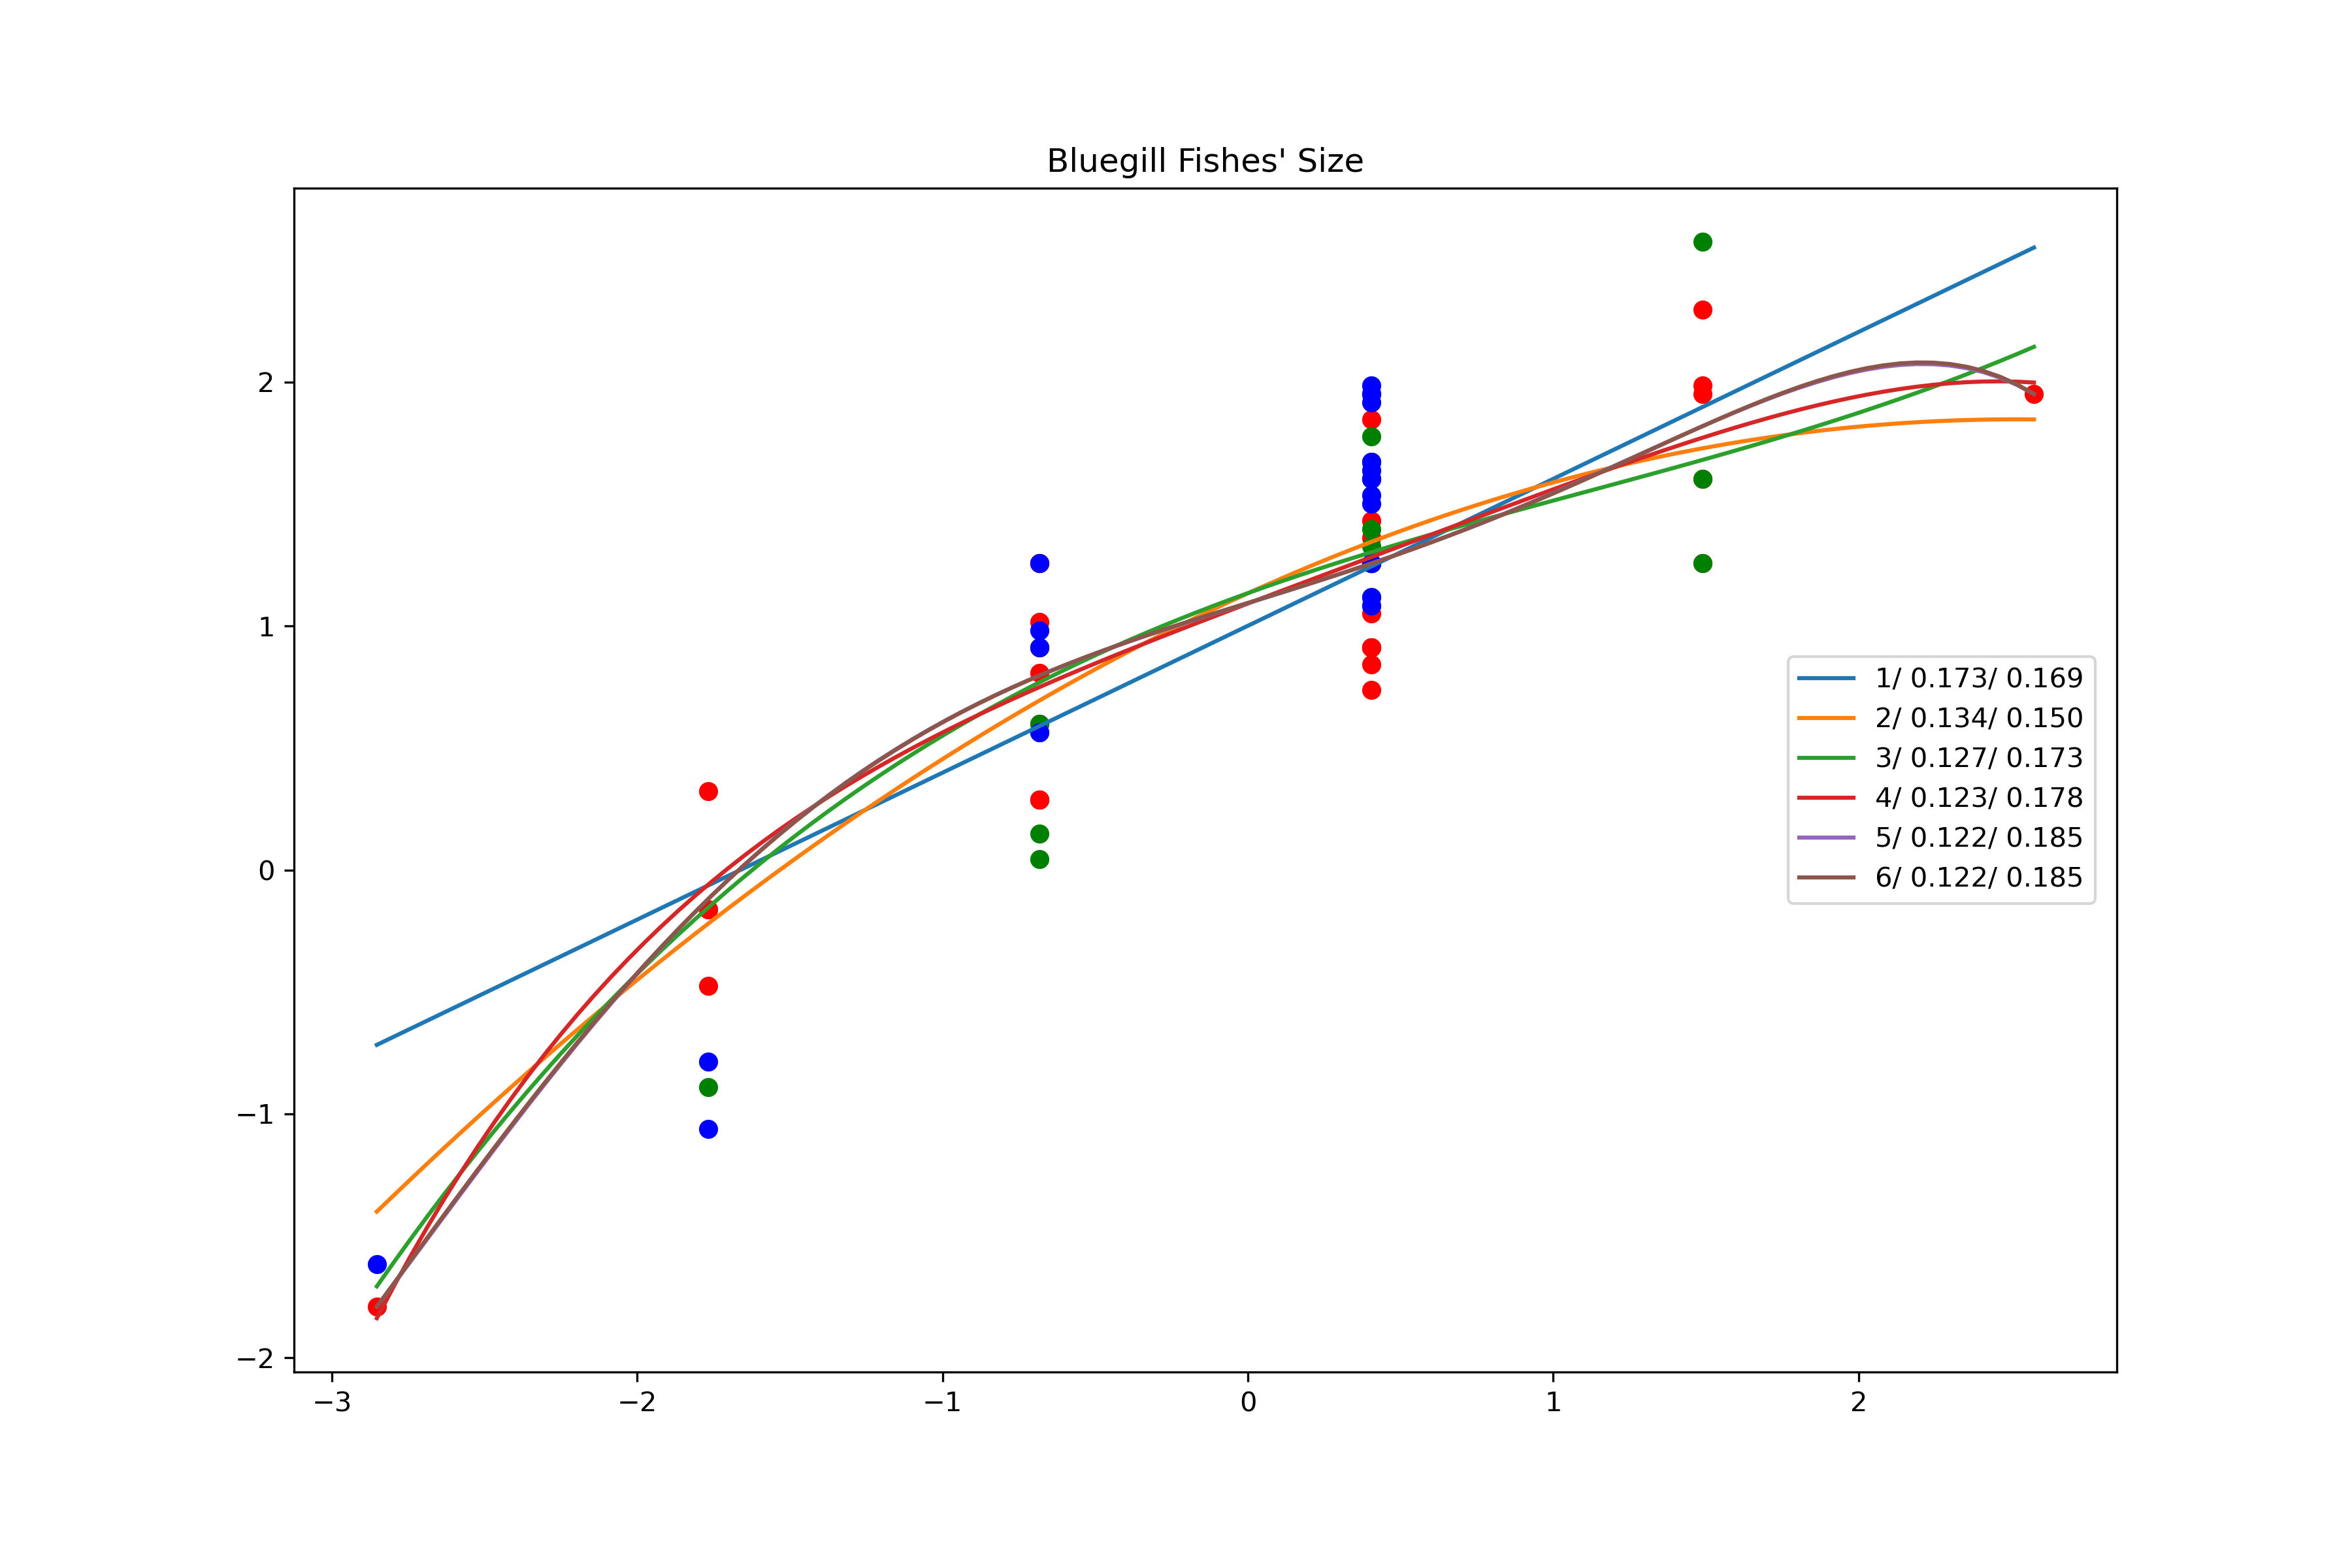 Bluegill Fishes' Size
2
1
0
−1
−2
1/ 0.173/ 0.169
2/ 0.134/ 0.150
3/ 0.127/ 0.173
4/ 0.123/ 0.178
5/ 0.122/ 0.185
6/ 0.122/ 0.185
−3 −2 −1 0 1 2